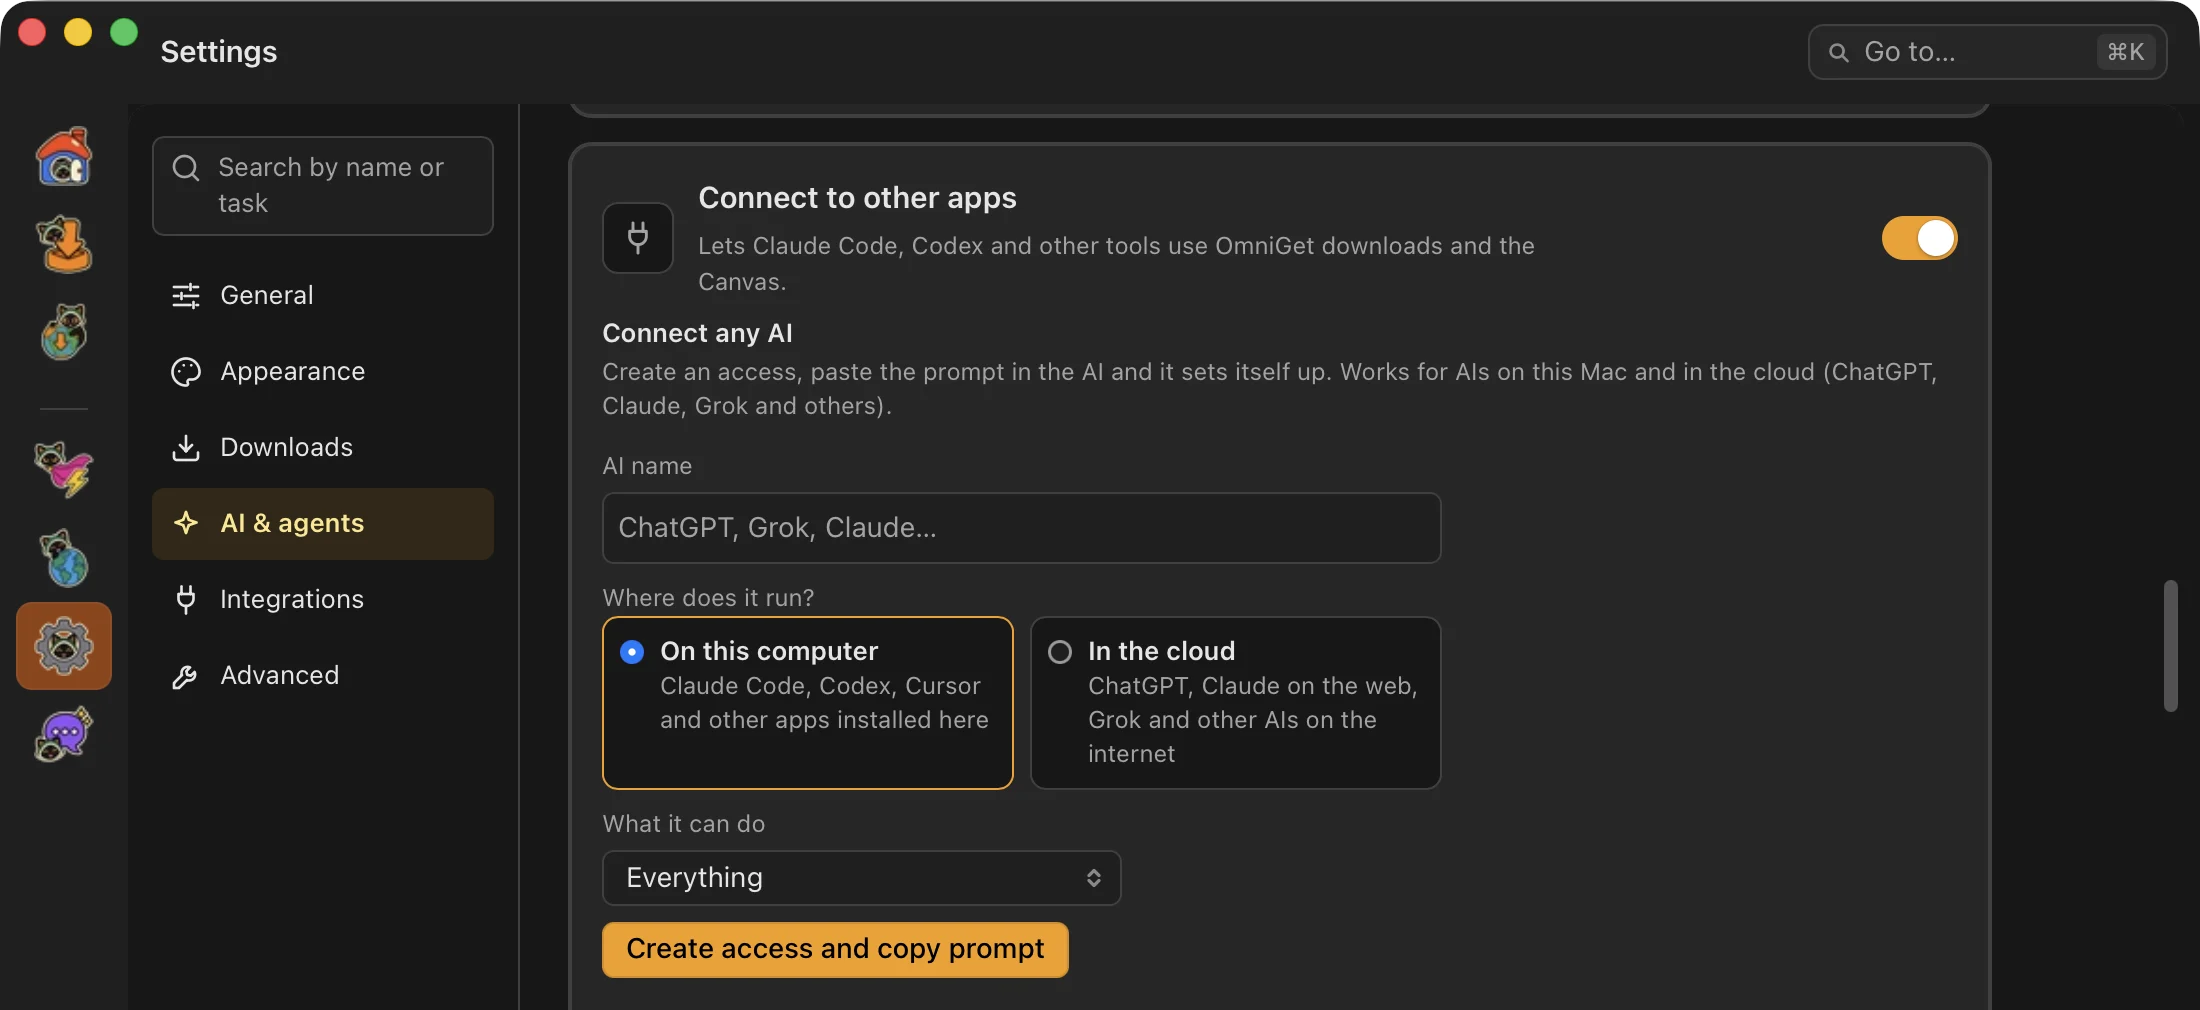 Settings
Go to...
⌘K
Search by name or
task
General
Appearance
Downloads
AI & agents
Integrations
Advanced
Connect to other apps
Lets Claude Code, Codex and other tools use OmniGet downloads and the
Canvas.
Connect any AI
Create an access, paste the prompt in the AI and it sets itself up. Works for AIs on this Mac and in the cloud (ChatGPT,
Claude, Grok and others).
AI name
ChatGPT, Grok, Claude...
Where does it run?
On this computer
Claude Code, Codex, Cursor
and other apps installed here
In the cloud
ChatGPT, Claude on the web,
Grok and other AIs on the
internet
What it can do
Everything
Create access and copy prompt